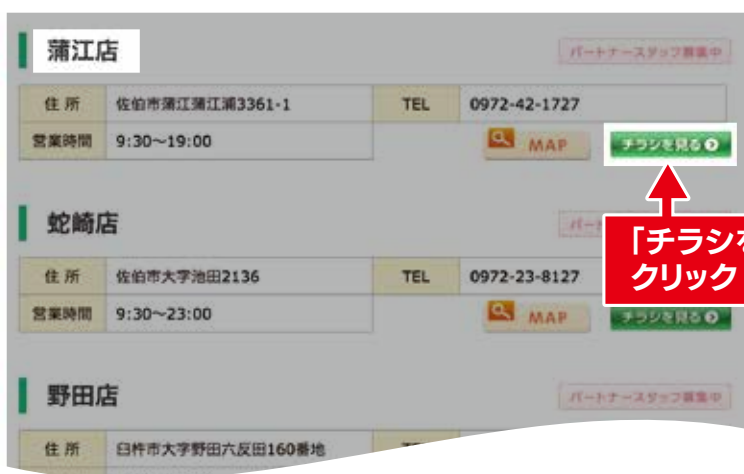 蒲江店
パートナースタッフ募集中
住所 佐伯市蒲江蒲江浦3361-1 TEL 0972-42-1727
営業時間 9:30～19:00 MAP チラシを見る
蛇崎店
「チラシを
クリック
住所 佐伯市大字池田2136 TEL 0972-23-8127
営業時間 9:30～23:00 MAP チラシを見る
野田店
パートナースタッフ募集中
住所 臼杵市大字野田六反田160番地